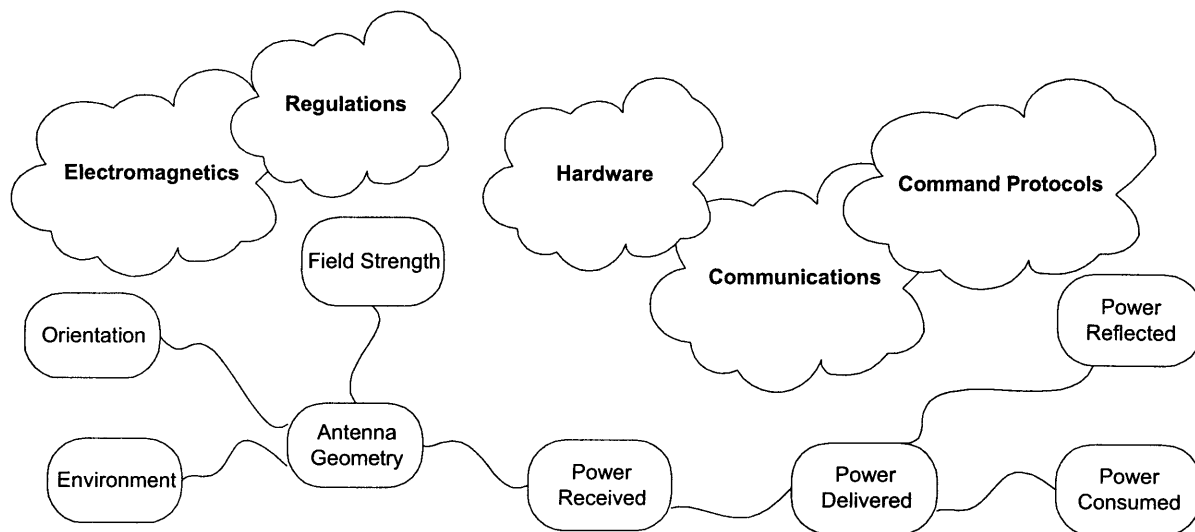 Regulations
Electromagnetics
Hardware
Command Protocols
Communications
Field Strength
Orientation
Power
Reflected
Antenna
Geometry
Environment
Power
Received
Power
Delivered
Power
Consumed